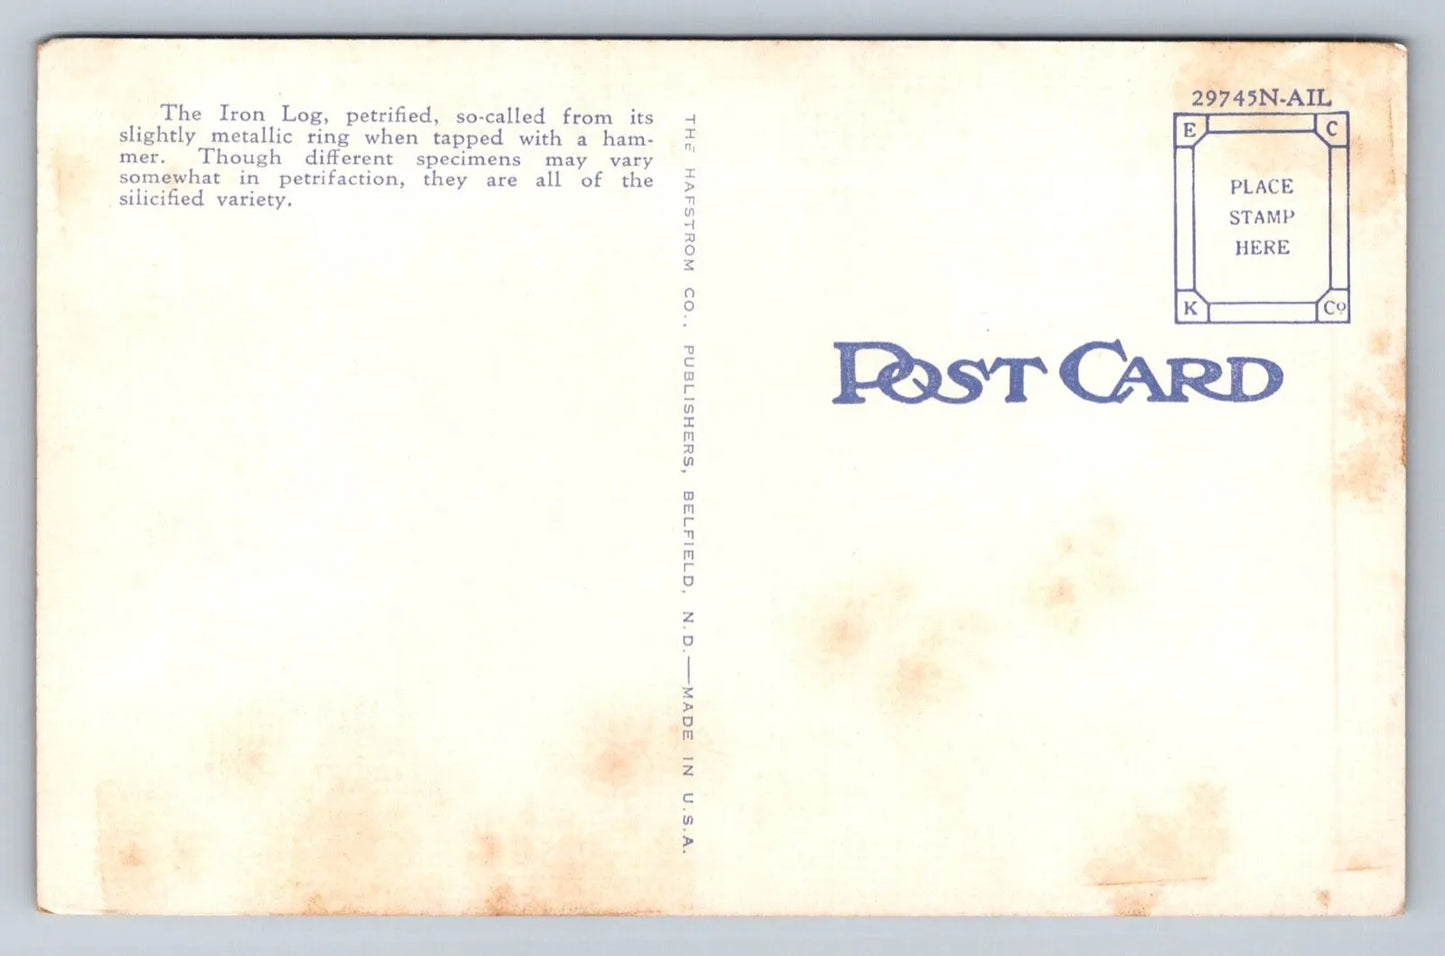 The Iron Log, petrified, so-called from its
slightly metallic ring when tapped with a ham-
mer. Though different specimens may vary
somewhat in petrifaction, they are all of the
silicified variety.
THE HAFSTROM CO., PUBLISHERS, BELFIELD, N.D.—MADE IN U.S.A.
29745N-AIL
E C
PLACE
STAMP
HERE
K Co
POST CARD